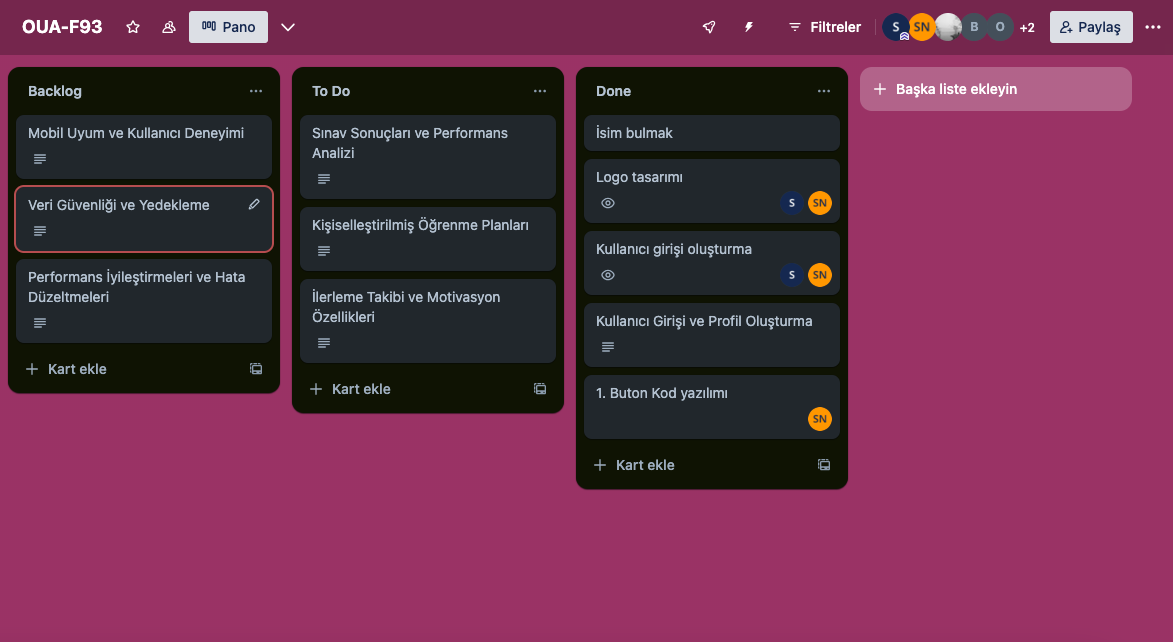 OUA-F93
Pano
Filtreler
S
SN
B
O
+2
Paylaş
Backlog
Mobil Uyum ve Kullanıcı Deneyimi
Veri Güvenliği ve Yedekleme
Performans İyileştirmeleri ve Hata
Düzeltmeleri
Kart ekle
To Do
Sınav Sonuçları ve Performans
Analizi
Kişiselleştirilmiş Öğrenme Planları
İlerleme Takibi ve Motivasyon
Özellikleri
Kart ekle
Done
İsim bulmak
Logo tasarımı
S
SN
Kullanıcı girişi oluşturma
S
SN
Kullanıcı Girişi ve Profil Oluşturma
1. Buton Kod yazılımı
SN
Kart ekle
Başka liste ekleyin